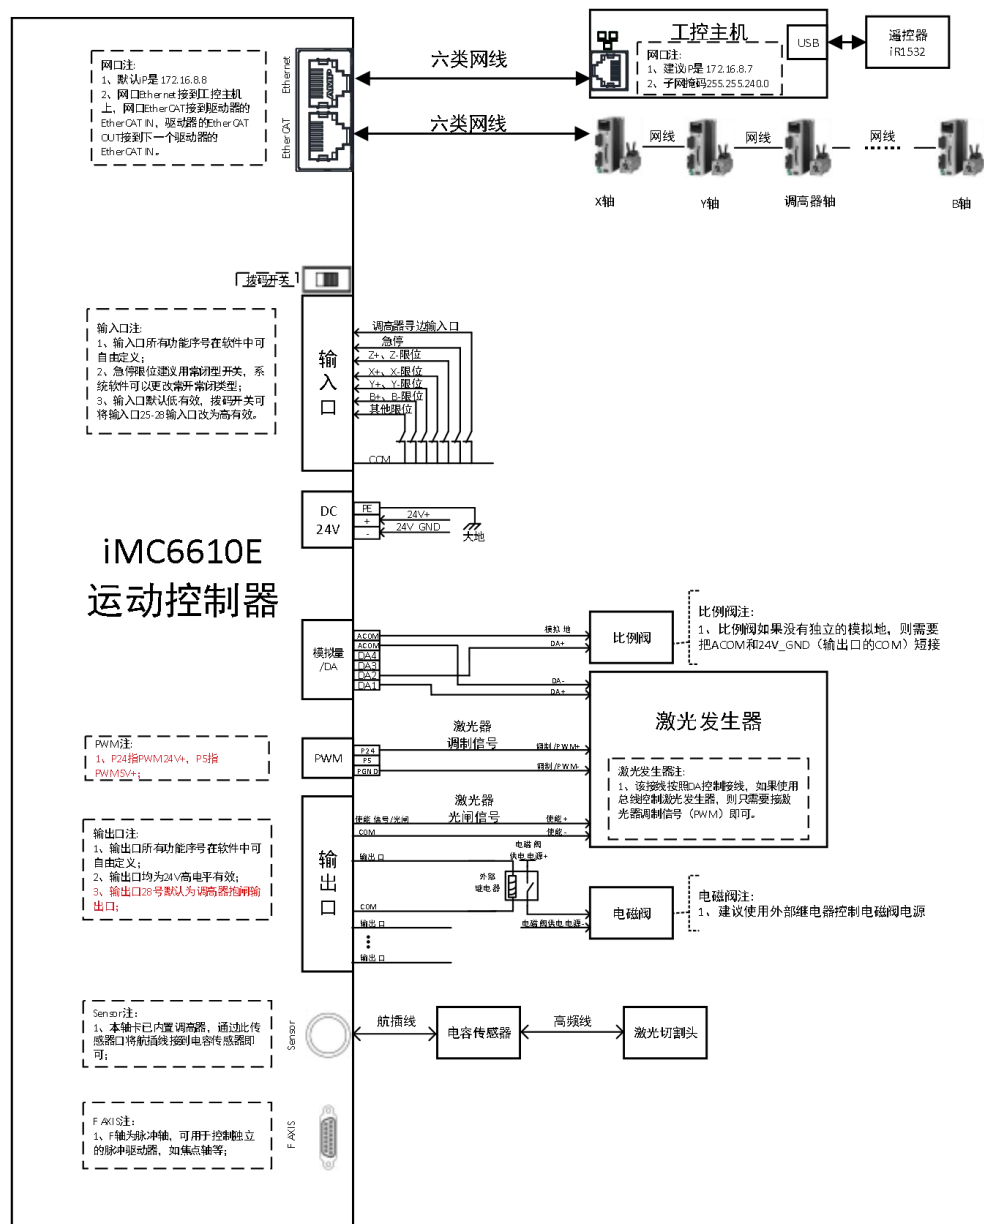 网口注:
1、默认IP是 172.16.8.8
2、网口Ethernet接到工控主机
上，网口EtherCAT接到驱动器的
EtherCAT IN，驱动器的EtherCAT
OUT接到下一个驱动器的
EtherCAT IN。
Ethernet
EtherCAT
六类网线
六类网线
工控主机
网口注:
1、建议IP是 172.16.8.7
2、子网掩码255.255.240.0
USB
遥控器
iR1532
网线
网线
网线
X轴
Y轴
调高器轴
B轴
拨码开关
输入口注:
1、输入口所有功能序号在软件中可
自由定义；
2、急停限位建议用常闭型开关，系
统软件可以更改常开常闭类型；
3、输入口默认低有效，拨码开关可
将输入口25-28输入口改为高有效。
输入口
调高器寻边输入口
急停
Z+、Z-限位
X+、X-限位
Y+、Y-限位
B+、B-限位
其他限位
COM
DC
24V
PE
+
-
24V+
24V_GND
大地
iMC6610E
运动控制器
模拟量
/DA
ACOM
ACOM
DA4
DA3
DA2
DA1
模拟地
DA+
DA-
DA+
比例阀
比例阀注:
1、比例阀如果没有独立的模拟地，则需要
把ACOM和24V_GND（输出口的COM）短接
激光发生器
激光发生器注:
1、该接线按照DA控制接线，如果使用
总线控制激光发生器，则只需要接激
光器调制信号（PWM）即可。
PWM注:
1、P24指PWM24V+，P5指
PWM5V+；
PWM
P24
P5
PGND
激光器
调制信号
调制/PWM+
调制/PWM-
输出口注:
1、输出口所有功能序号在软件中可
自由定义；
2、输出口均为24V高电平有效；
3、输出口28号默认为调高器抱闸输
出口；
输出口
激光器
光闸信号
使能信号/光闸
COM
使能+
使能-
输出口
COM
输出口
输出口
电磁阀
供电电源+
外部
继电器
电磁阀供电电源-
电磁阀
电磁阀注:
1、建议使用外部继电器控制电磁阀电源
Sensor注:
1、本轴卡已内置调高器，通过此传
感器口将航插线接到电容传感器即
可；
Sensor
航插线
电容传感器
高频线
激光切割头
F AXIS注:
1、F轴为脉冲轴，可用于控制独立
的脉冲驱动器，如焦点轴等；
F AXIS